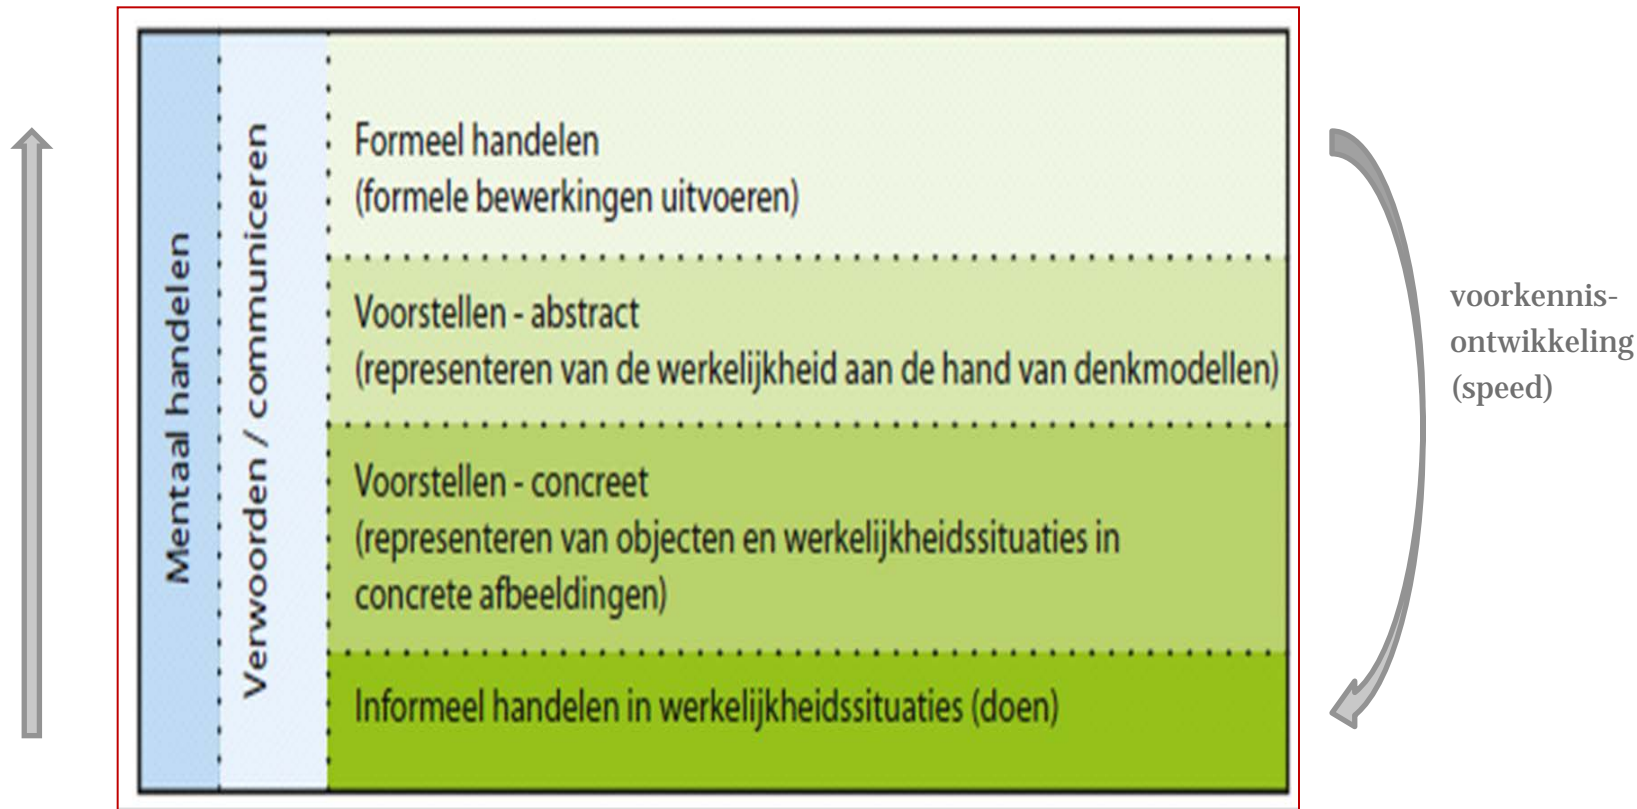 Mentaal handelen
Verwoorden / communiceren
Formeel handelen
(formele bewerkingen uitvoeren)
Voorstellen - abstract
(representeren van de werkelijkheid aan de hand van denkmodellen)
Voorstellen - concreet
(representeren van objecten en werkelijkheidssituaties in
concrete afbeeldingen)
Informeel handelen in werkelijkheidssituaties (doen)
voorkennis-
ontwikkeling
(speed)